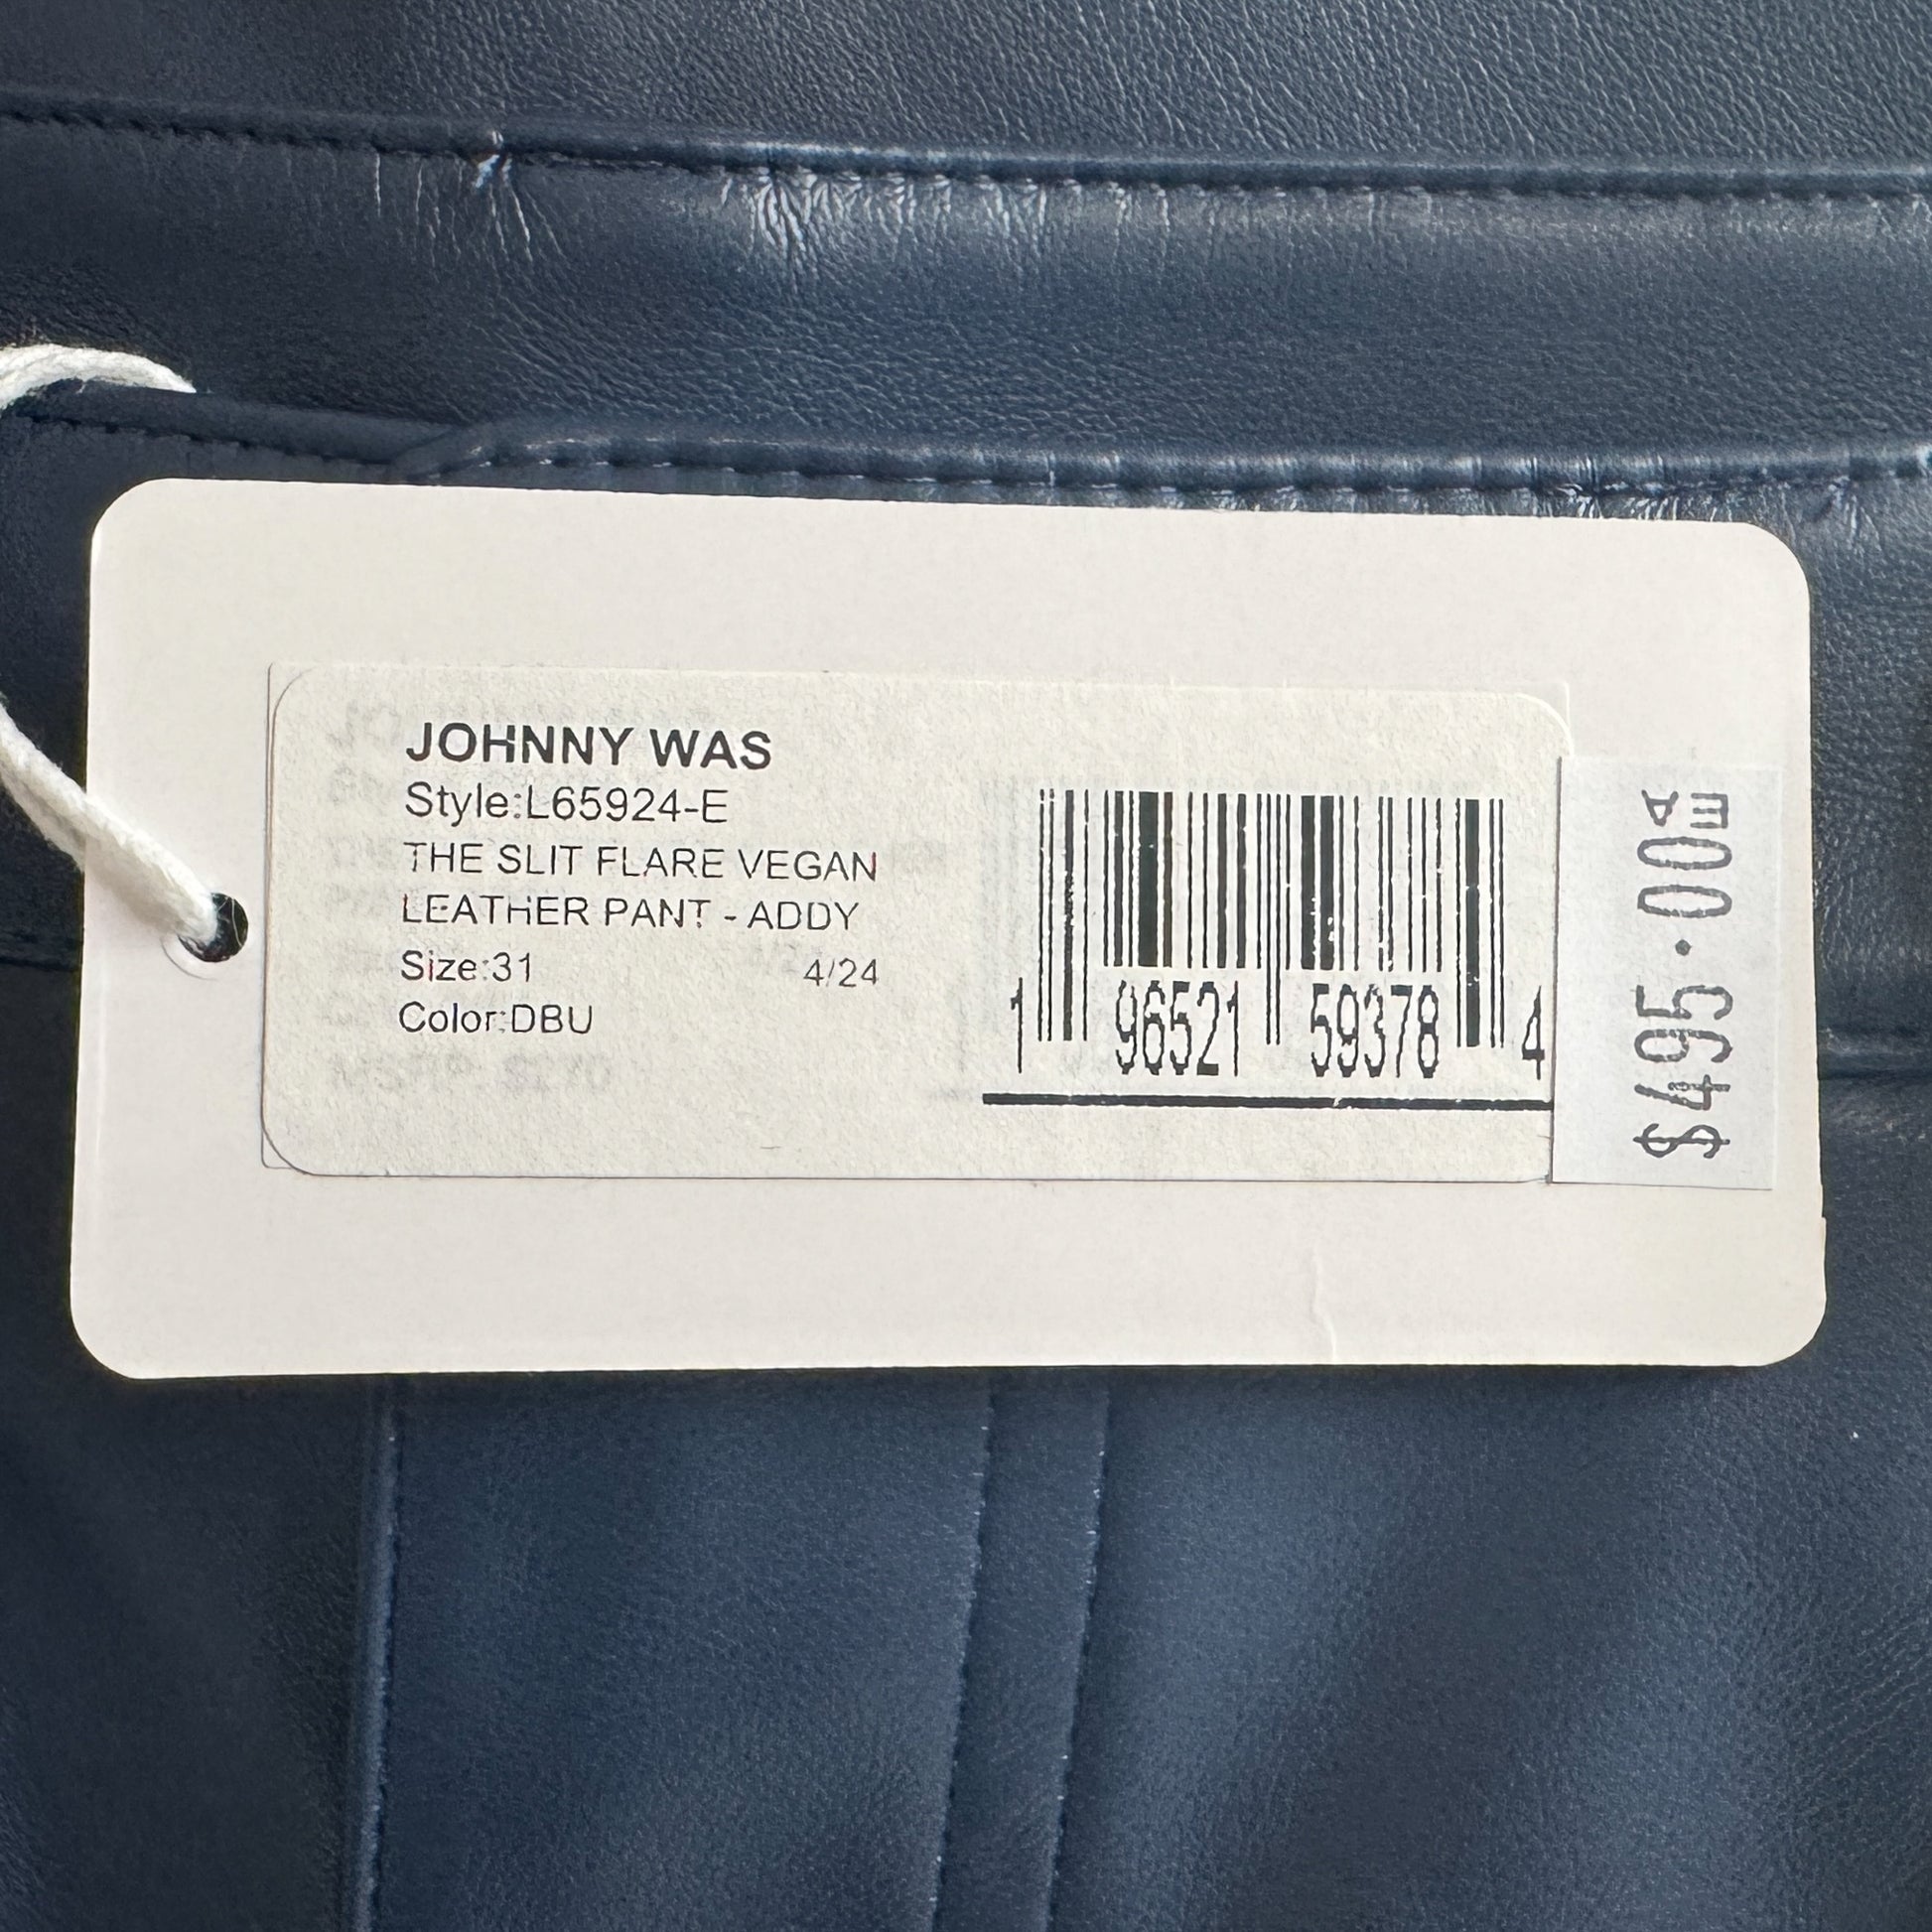 JOHNNY WAS
Style:L65924-E
THE SLIT FLARE VEGAN
LEATHER PANT - ADDY
Size:31 4/24
Color:DBU
1 96521 59378 4
$495.00 EA